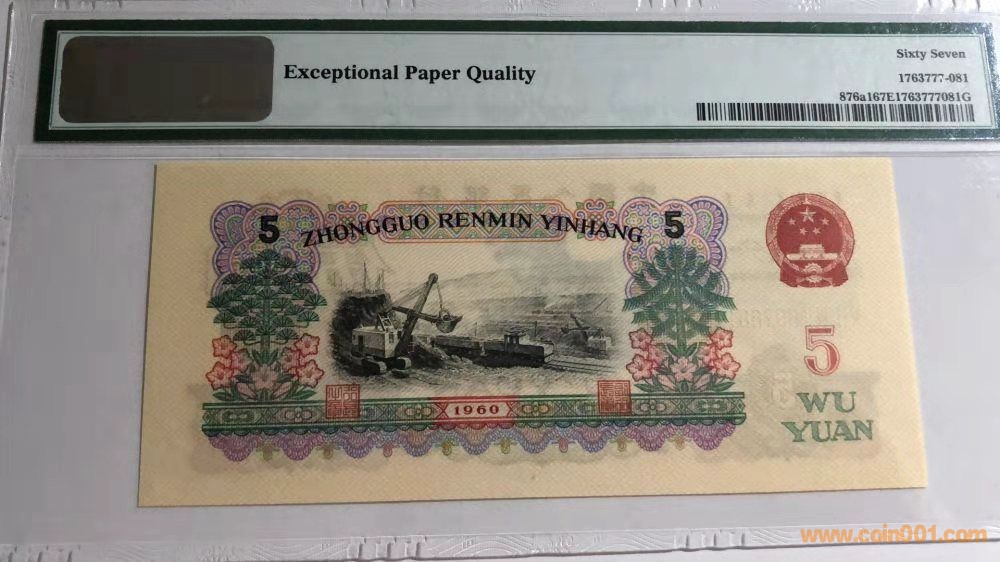 Exceptional Paper Quality
Sixty Seven
1763777-081
876a167E1763777081G
5 ZHONGGUO RENMIN YINHANG 5
1960
5
WU
YUAN
www.coin001.com